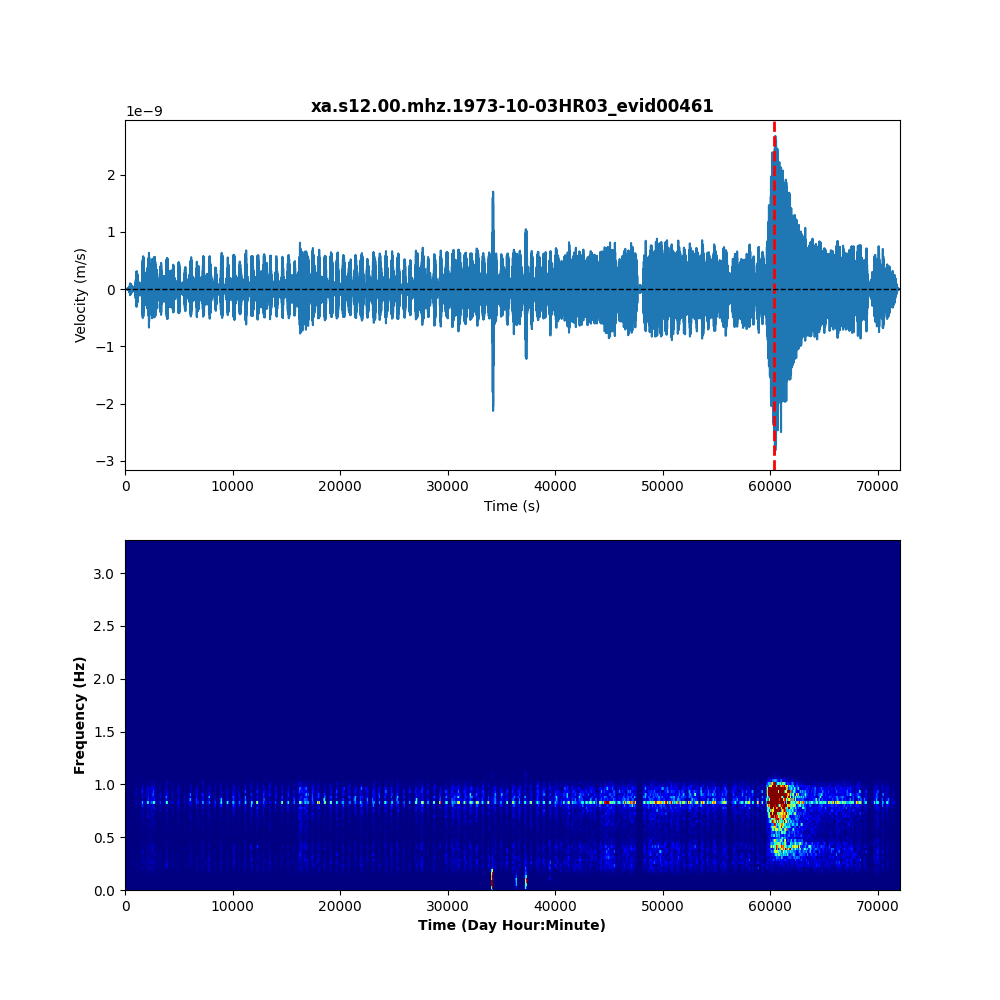 xa.s12.00.mhz.1973-10-03HR03_evid00461
1e−9
2
1
0
−1
−2
−3
Velocity (m/s)
0 10000 20000 30000 40000 50000 60000 70000
Time (s)
3.0
2.5
2.0
1.5
1.0
0.5
0.0
Frequency (Hz)
0 10000 20000 30000 40000 50000 60000 70000
Time (Day Hour:Minute)